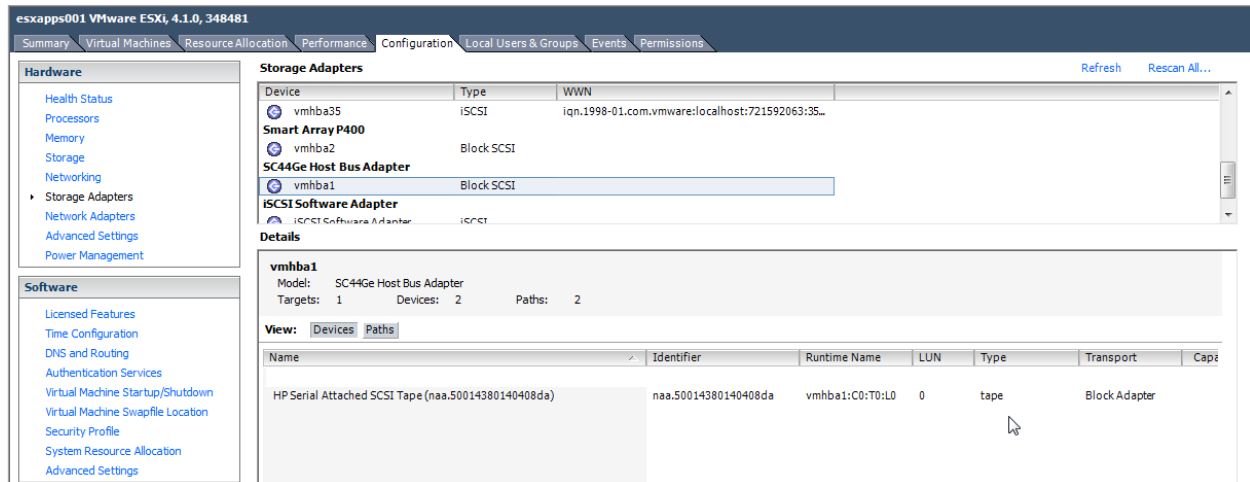 esxapps001 VMware ESXi, 4.1.0, 348481
Summary Virtual Machines Resource Allocation Performance Configuration Local Users & Groups Events Permissions
Hardware
Health Status
Processors
Memory
Storage
Networking
Storage Adapters
Network Adapters
Advanced Settings
Power Management
Software
Licensed Features
Time Configuration
DNS and Routing
Authentication Services
Virtual Machine Startup/Shutdown
Virtual Machine Swapfile Location
Security Profile
System Resource Allocation
Advanced Settings
Storage Adapters Refresh Rescan All...
Device Type WWN
vmhba35 iSCSI iqn.1998-01.com.vmware:localhost:721592063:35...
Smart Array P400
vmhba2 Block SCSI
SC44Ge Host Bus Adapter
vmhba1 Block SCSI
iSCSI Software Adapter
iSCSI Software Adapter iSCSI
Details
vmhba1
Model: SC44Ge Host Bus Adapter
Targets: 1 Devices: 2 Paths: 2
View: Devices Paths
Name Identifier Runtime Name LUN Type Transport Capa
HP Serial Attached SCSI Tape (naa.50014380140408da) naa.50014380140408da vmhba1:C0:T0:L0 0 tape Block Adapter